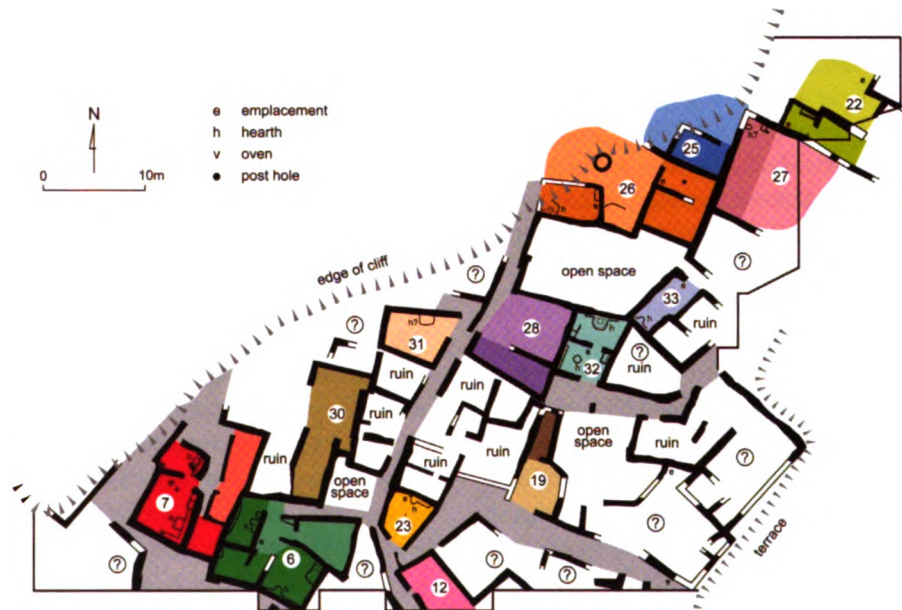 N
0 10m
e emplacement
h hearth
v oven
● post hole
22
25
27
26
edge of cliff
open space
?
?
33
ruin
28
31
h?
?
32
?
ruin
ruin
30
ruin
ruin
open
space
ruin
?
ruin
ruin
19
7
open
space
23
?
?
6
?
?
12
?
terrace
h?
h
h
h
h
e
e